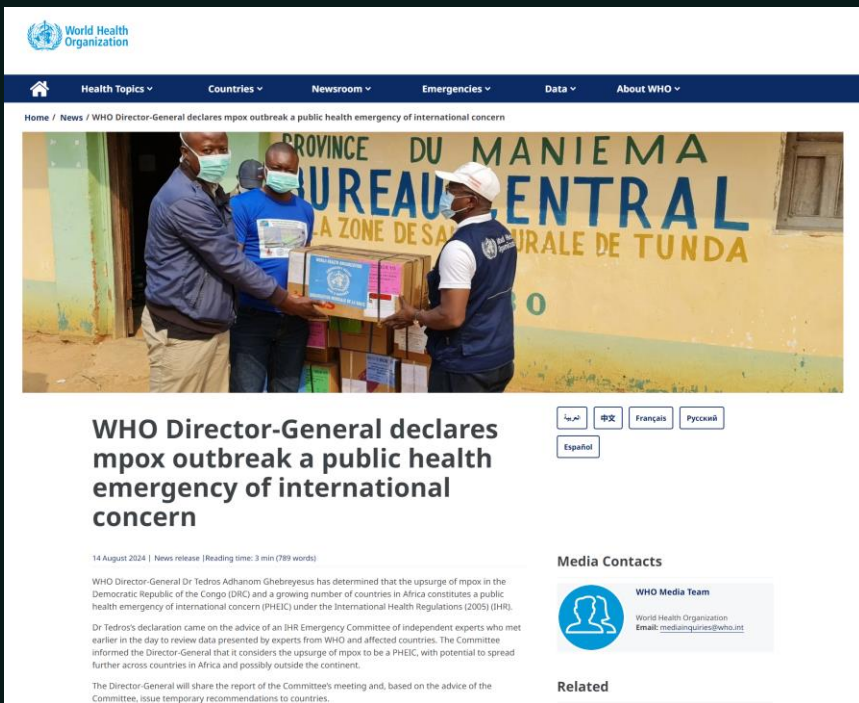 World Health
Organization
Health Topics
Countries
Newsroom
Emergencies
Data
About WHO
Home / News / WHO Director-General declares mpox outbreak a public health emergency of international concern
PROVINCE DU MANIEMA
BUREAU CENTRAL
LA ZONE DE SA
URALE DE TUNDA
WHO Director-General declares
mpox outbreak a public health
emergency of international
concern
العربية
中文
Français
Русский
Español
14 August 2024 | News release |Reading time: 3 min (789 words)
WHO Director-General Dr Tedros Adhanom Ghebreyesus has determined that the upsurge of mpox in the
Democratic Republic of the Congo (DRC) and a growing number of countries in Africa constitutes a public
health emergency of international concern (PHEIC) under the International Health Regulations (2005) (IHR).
Dr Tedros's declaration came on the advice of an IHR Emergency Committee of independent experts who met
earlier in the day to review data presented by experts from WHO and affected countries. The Committee
informed the Director-General that it considers the upsurge of mpox to be a PHEIC, with potential to spread
further across countries in Africa and possibly outside the continent.
The Director-General will share the report of the Committee's meeting and, based on the advice of the
Committee, issue temporary recommendations to countries.
Media Contacts
WHO Media Team
World Health Organization
Email: mediainquiries@who.int
Related